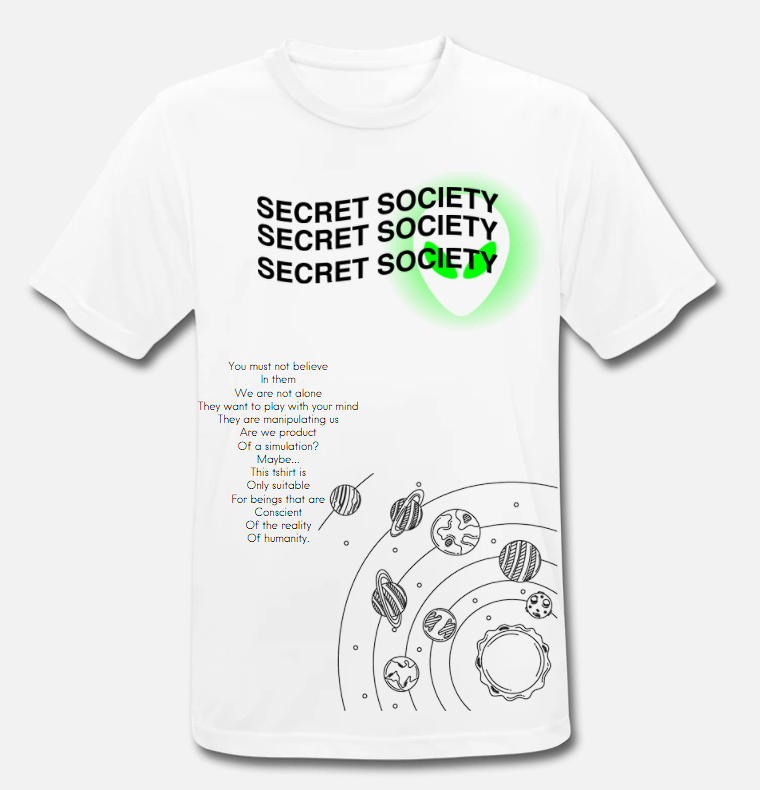 SECRET SOCIETY
SECRET SOCIETY
SECRET SOCIETY
You must not believe
In them
We are not alone
They want to play with your mind
They are manipulating us
Are we product
Of a simulation?
Maybe...
This tshirt is
Only suitable
For beings that are
Conscient
Of the reality
Of humanity.